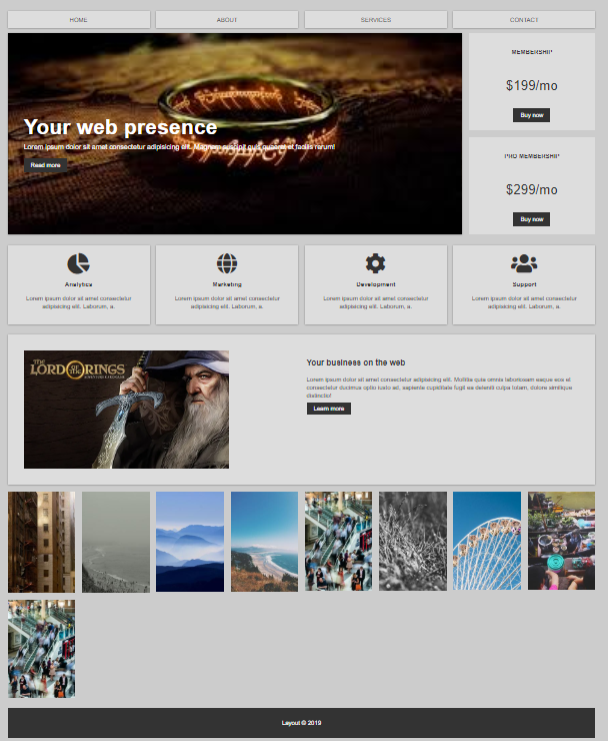 HOME
ABOUT
SERVICES
CONTACT
Your web presence
Lorem ipsum dolor sit amet consectetur adipisicing elit. Magnam suscipit quis quaerat et facilis rerum!
Read more
MEMBERSHIP
$199/mo
Buy now
PRO MEMBERSHIP
$299/mo
Buy now
Analytics
Lorem ipsum dolor sit amet consectetur
adipisicing elit. Laborum, a.
Marketing
Lorem ipsum dolor sit amet consectetur
adipisicing elit. Laborum, a.
Development
Lorem ipsum dolor sit amet consectetur
adipisicing elit. Laborum, a.
Support
Lorem ipsum dolor sit amet consectetur
adipisicing elit. Laborum, a.
THE
LORD OF THE RINGS
Your business on the web
Lorem ipsum dolor sit amet consectetur adipisicing elit. Mollitia quia omnis laboriosam eaque eos et
consectetur ducimus optio iusto ad, sapiente cupiditate fugit ea deleniti culpa totam, dolore similique
distinctio!
Learn more
Layout © 2019